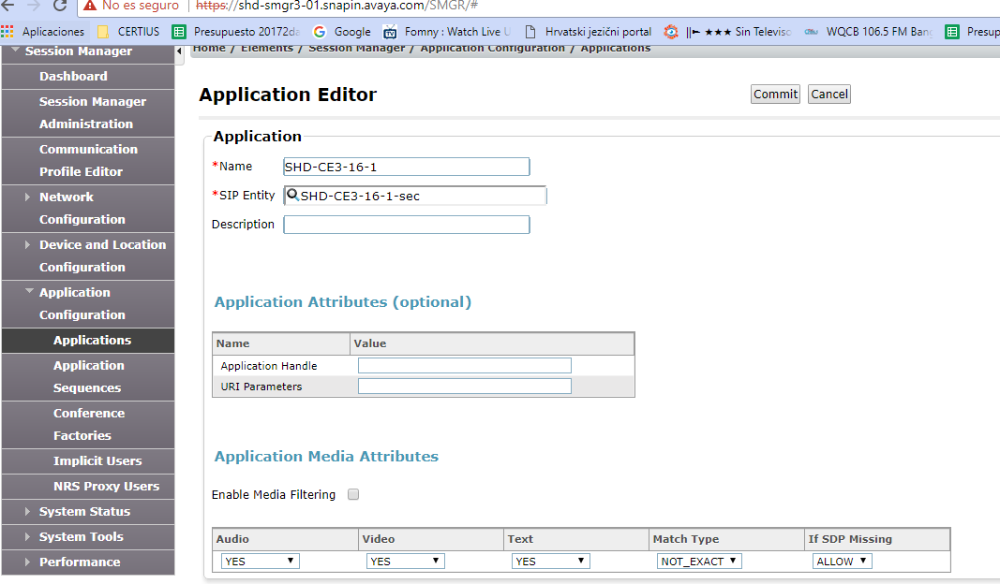 No es seguro | https://shd-smgr3-01.snapin.avaya.com/SMGR/#
Aplicaciones CERTIUS Presupuesto 20172da Google Fomny : Watch Live U Hrvatski jezični portal ||► ★★★ Sin Televiso WQCB 106.5 FM Bang Presup
Session Manager
Dashboard
Session Manager
Administration
Communication
Profile Editor
Network
Configuration
Device and Location
Configuration
Application
Configuration
Applications
Application
Sequences
Conference
Factories
Implicit Users
NRS Proxy Users
System Status
System Tools
Performance
Home / Elements / Session Manager / Application Configuration / Applications
Application Editor
Commit Cancel
Application
*Name SHD-CE3-16-1
*SIP Entity SHD-CE3-16-1-sec
Description
Application Attributes (optional)
Name Value
Application Handle
URI Parameters
Application Media Attributes
Enable Media Filtering
Audio Video Text Match Type If SDP Missing
YES YES YES NOT_EXACT ALLOW